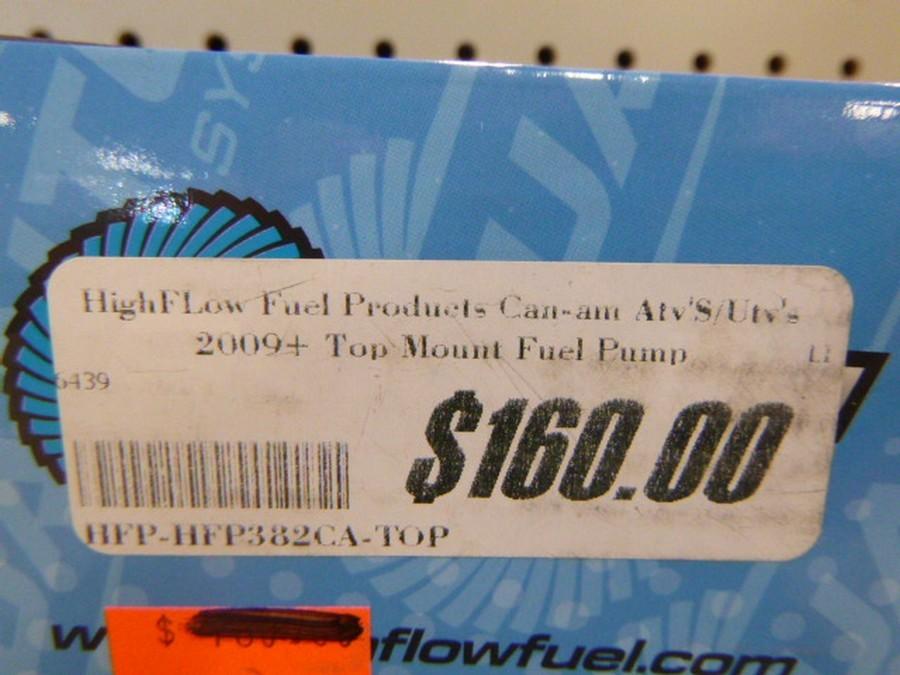 SYS
HighFLow Fuel Products Can-am Atv'S/Utv's
2009+ Top Mount Fuel Pump
6439
$160.00
HFP-HFP382CA-TOP
$
flowfuel.com